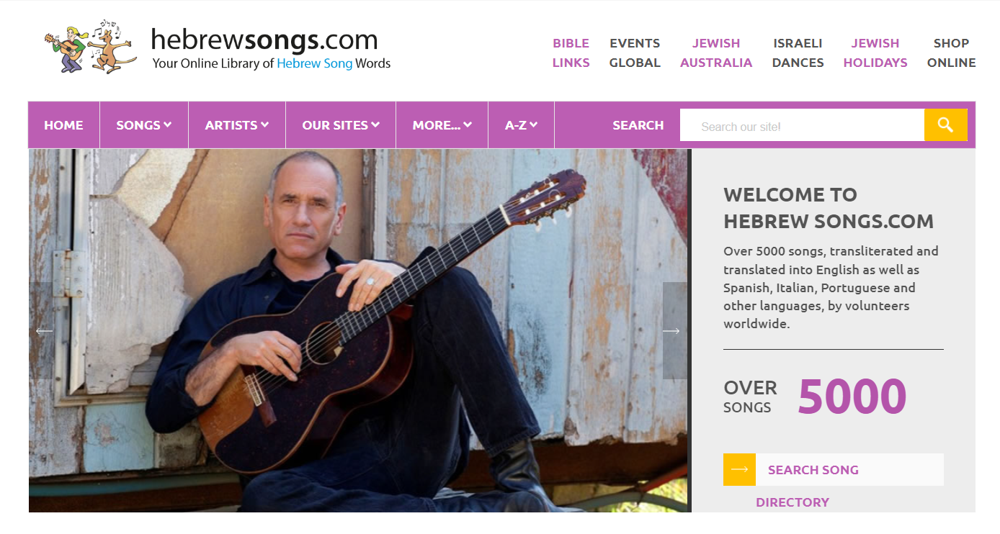 hebrewsongs.com
Your Online Library of Hebrew Song Words
BIBLE LINKS
EVENTS GLOBAL
JEWISH AUSTRALIA
ISRAELI DANCES
JEWISH HOLIDAYS
SHOP ONLINE
HOME
SONGS
ARTISTS
OUR SITES
MORE...
A-Z
SEARCH
Search our site!
WELCOME TO
HEBREW SONGS.COM
Over 5000 songs, transliterated and
translated into English as well as
Spanish, Italian, Portuguese and
other languages, by volunteers
worldwide.
OVER
SONGS
5000
SEARCH SONG
DIRECTORY